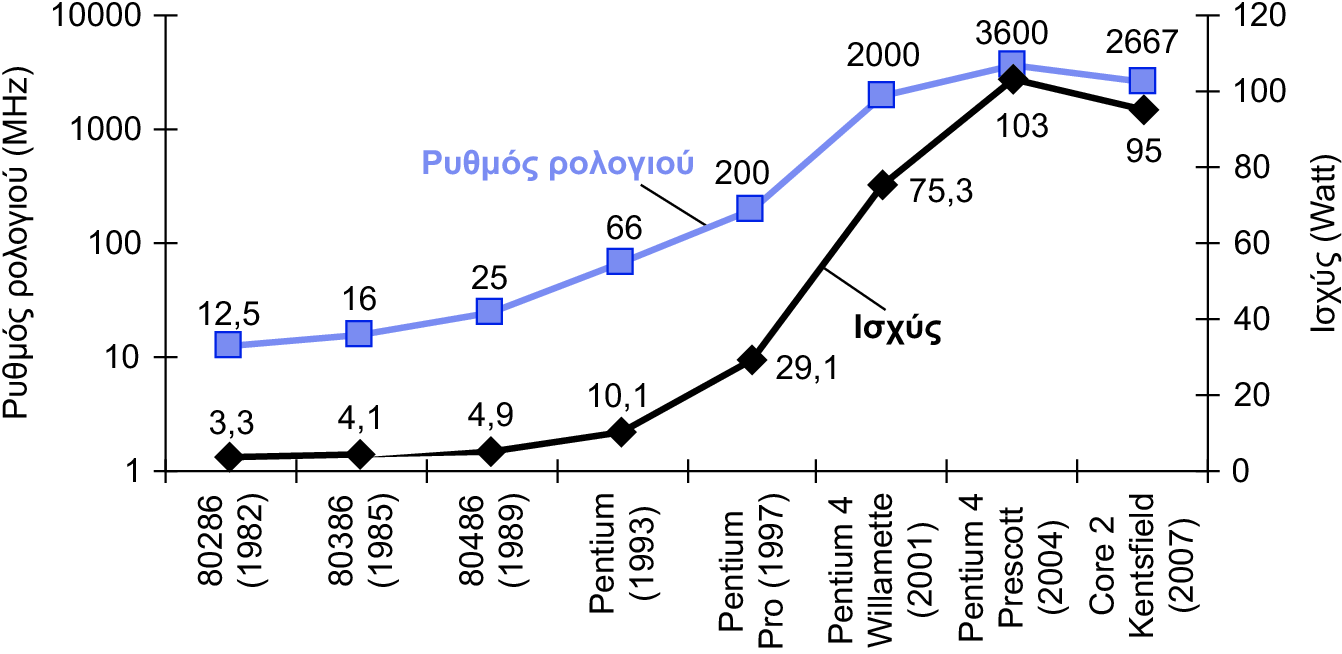 Ρυθμός ρολογιού (MHz)
10000
1000
100
10
1
12,5
16
25
66
200
2000
3600
2667
Ρυθμός ρολογιού
3,3
4,1
4,9
10,1
29,1
75,3
103
95
Ισχύς
120
100
80
60
40
20
0
Ισχύς (Watt)
80286
(1982)
80386
(1985)
80486
(1989)
Pentium
(1993)
Pentium
Pro (1997)
Pentium 4
Willamette
(2001)
Pentium 4
Prescott
(2004)
Core 2
Kentsfield
(2007)